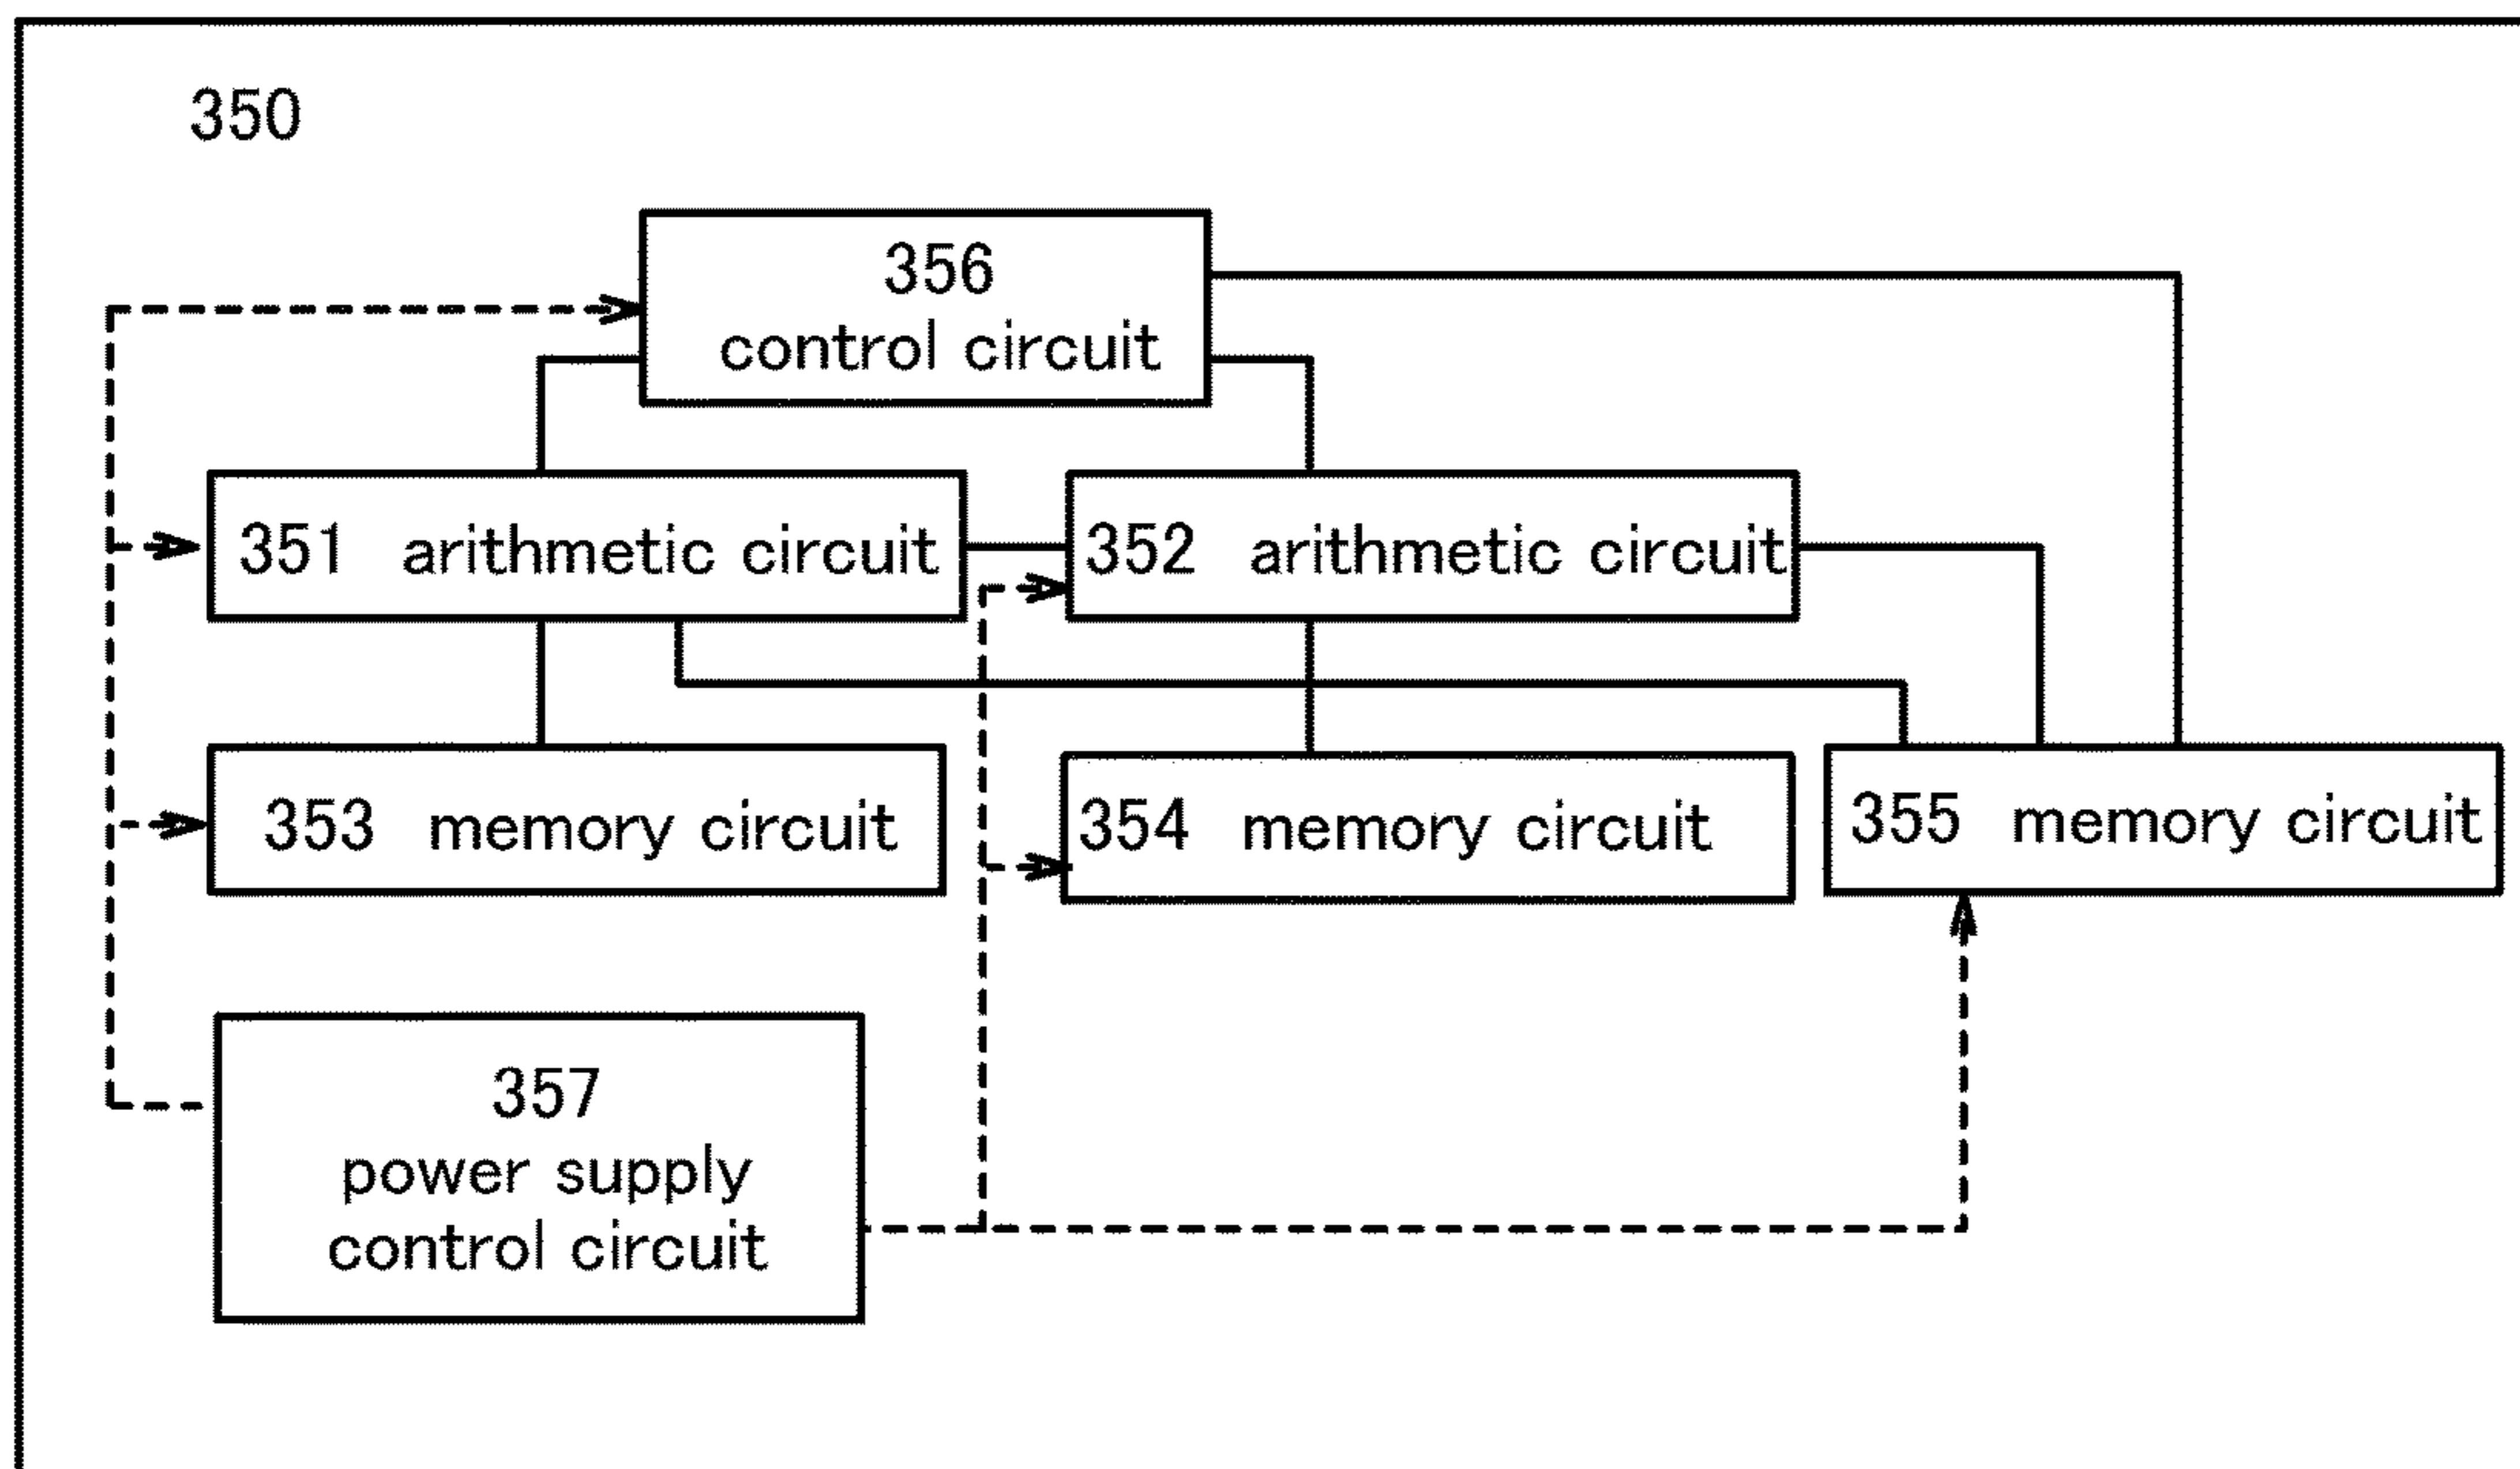 350
356
control circuit
351 arithmetic circuit
352 arithmetic circuit
353 memory circuit
354 memory circuit
355 memory circuit
357
power supply
control circuit